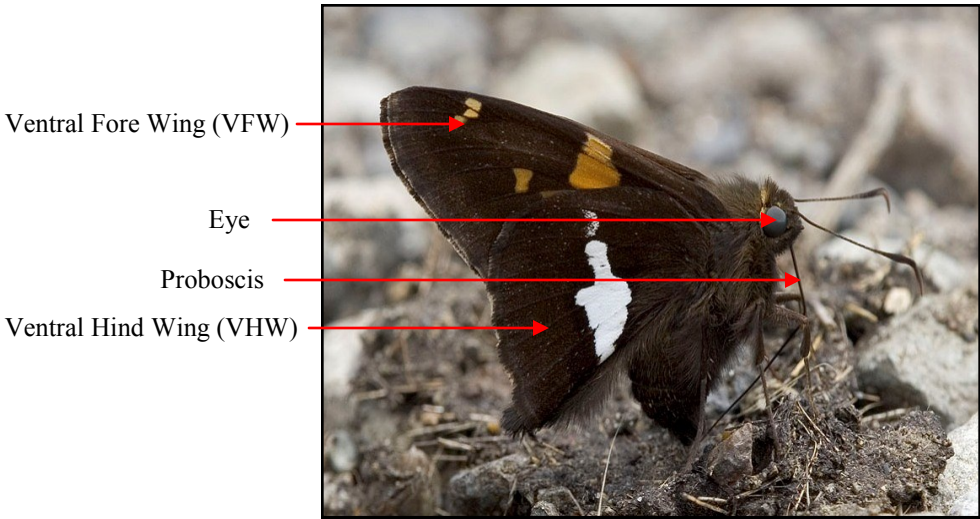 Ventral Fore Wing (VFW)
Eye
Proboscis
Ventral Hind Wing (VHW)